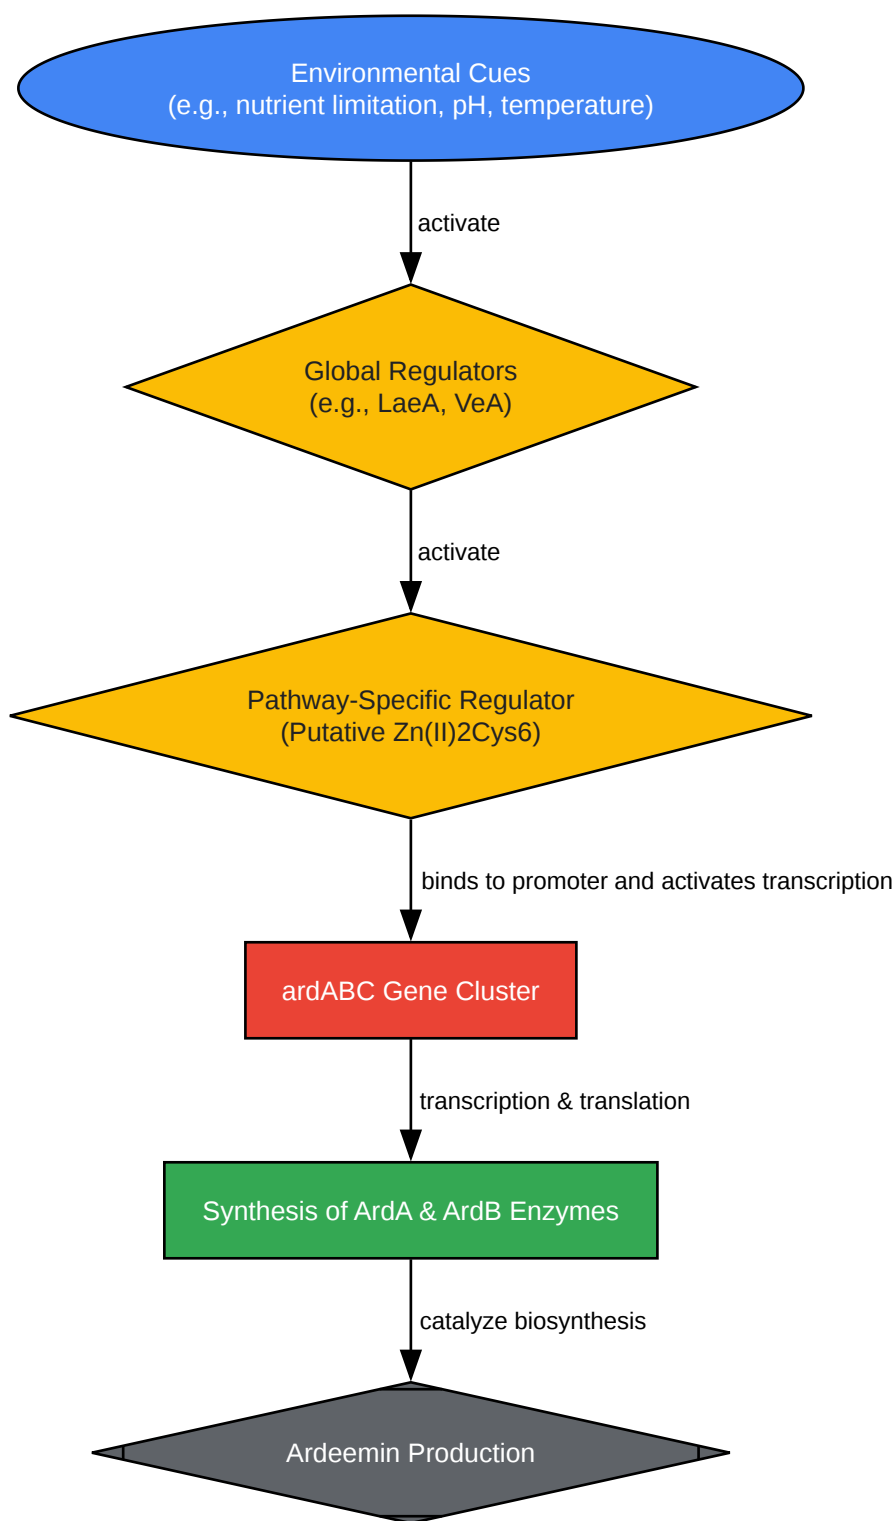 Environmental Cues
(e.g., nutrient limitation, pH, temperature)
activate
Global Regulators
(e.g., LaeA, VeA)
activate
Pathway-Specific Regulator
(Putative Zn(II)2Cys6)
binds to promoter and activates transcription
ardABC Gene Cluster
transcription & translation
Synthesis of ArdA & ArdB Enzymes
catalyze biosynthesis
Ardeemin Production